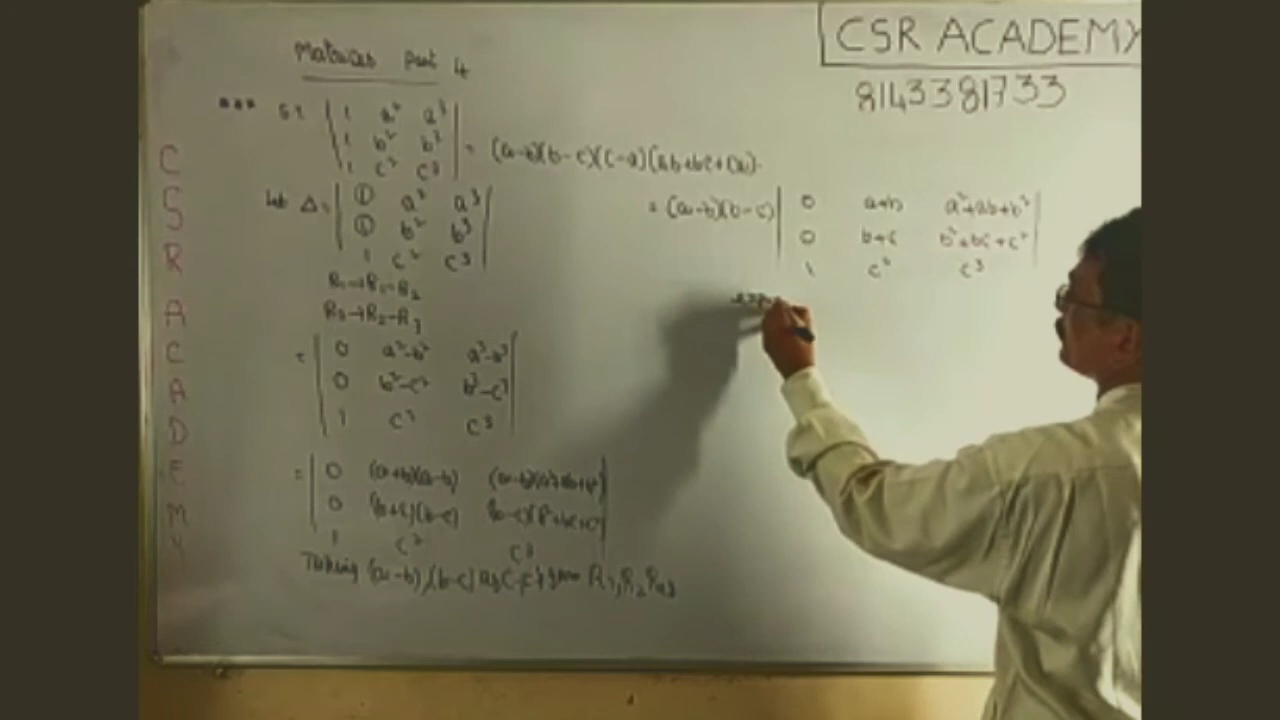 CSR ACADEMY
8143381733
CSR ACADEMY
Matrices part 4
*** S.T | 1 a² a³ |
| 1 b² b³ | = (a-b)(b-c)(c-a)(ab+bc+ca).
| 1 c² c³ |
Let Δ = | 1 a² a³ |
| 1 b² b³ |
| 1 c² c³ |
R₁→R₁-R₂
R₂→R₂-R₃
= | 0 a²-b² a³-b³ |
| 0 b²-c² b³-c³ |
| 1 c² c³ |
= | 0 (a+b)(a-b) (a-b)(a²+ab+b²) |
| 0 (b+c)(b-c) (b-c)(b²+bc+c²) |
| 1 c² c³ |
Taking (a-b), (b-c) as from R₁, R₂
= (a-b)(b-c) | 0 a+b a²+ab+b² |
| 0 b+c b²+bc+c² |
| 1 c² c³ |